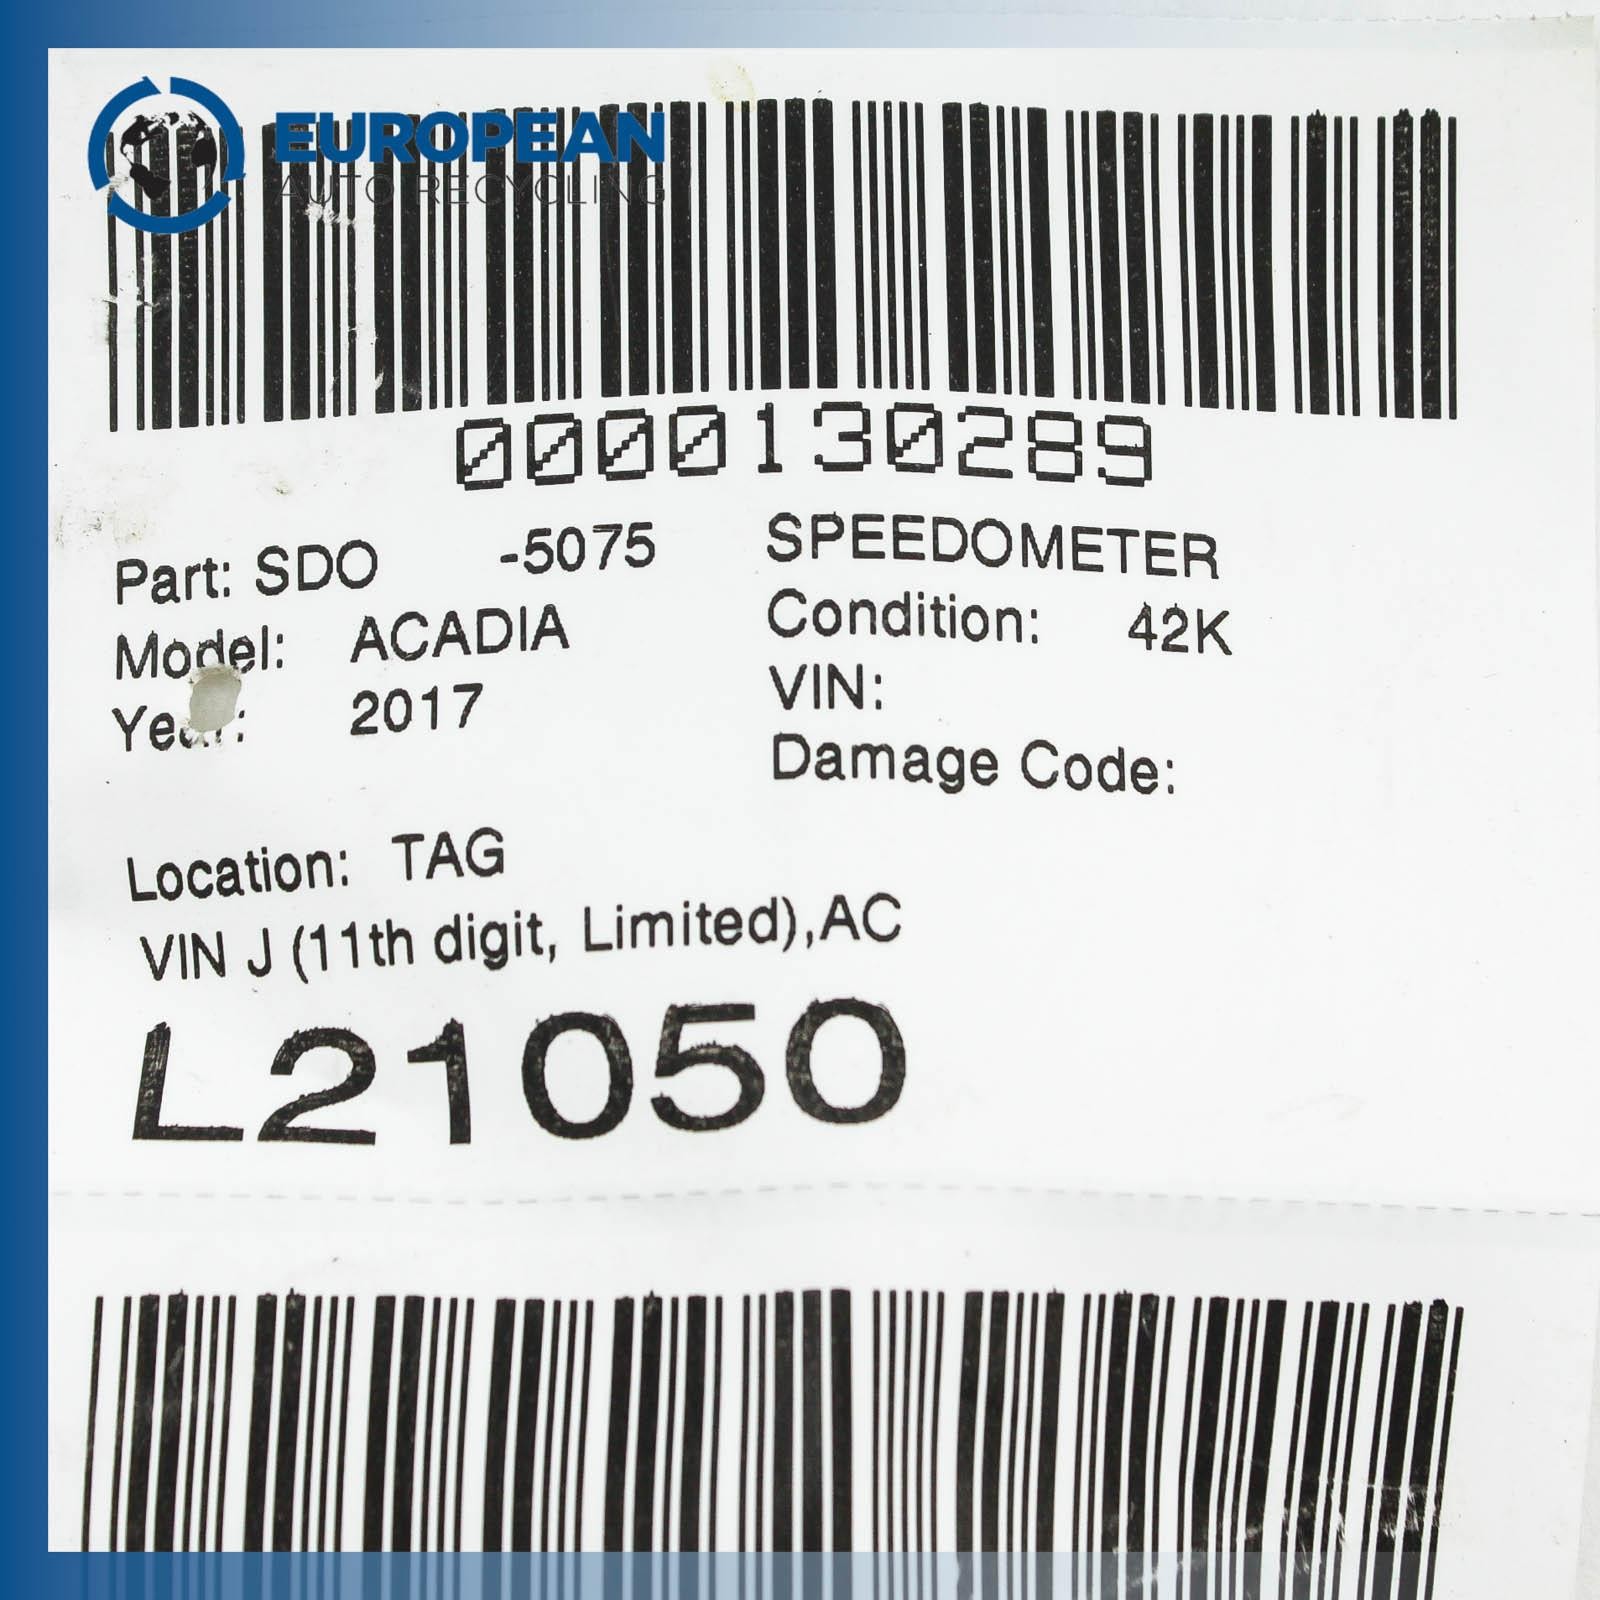 EUROPEAN
AUTO RECYCLING
0000130289
Part: SDO -5075 SPEEDOMETER
Model: ACADIA Condition: 42K
Year: 2017 VIN:
Damage Code:
Location: TAG
VIN J (11th digit, Limited),AC
L21050